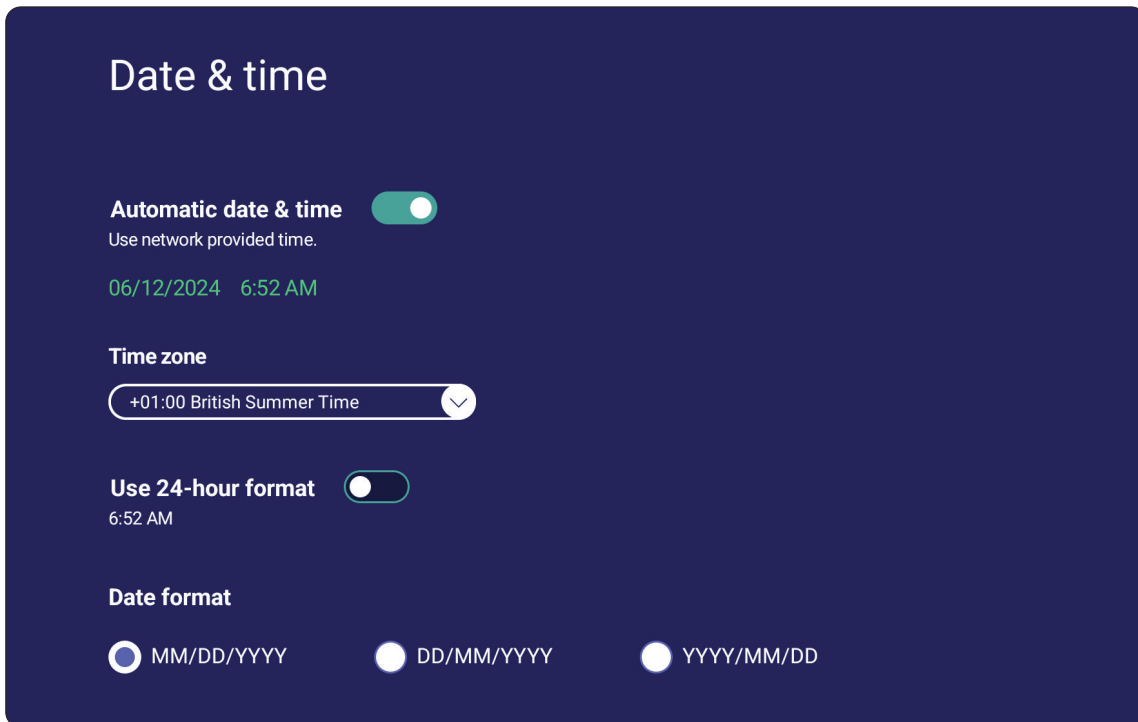 Date & time
Automatic date & time
Use network provided time.
06/12/2024 6:52 AM
Time zone
+01:00 British Summer Time
Use 24-hour format
6:52 AM
Date format
MM/DD/YYYY DD/MM/YYYY YYYY/MM/DD